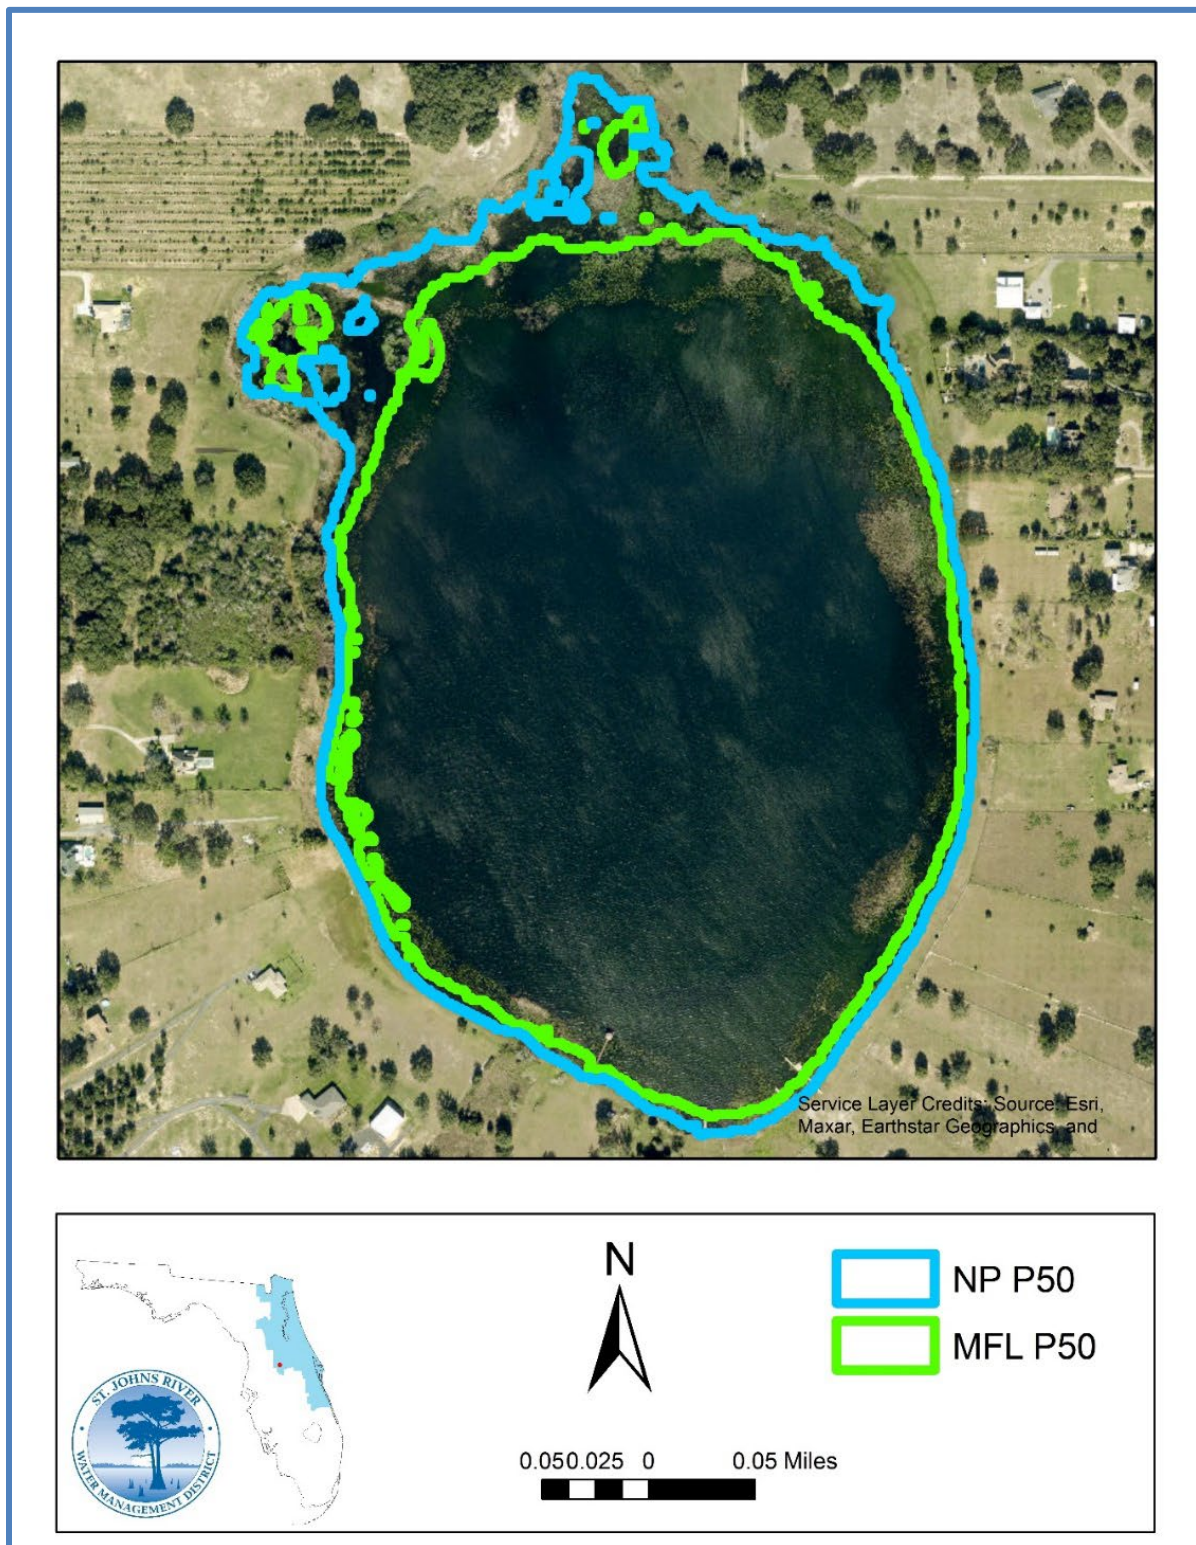 Service Layer Credits: Source: Esri,
Maxar, Earthstar Geographics, and
N
NP P50
MFL P50
0.050.025 0 0.05 Miles
ST. JOHNS RIVER
WATER MANAGEMENT DISTRICT